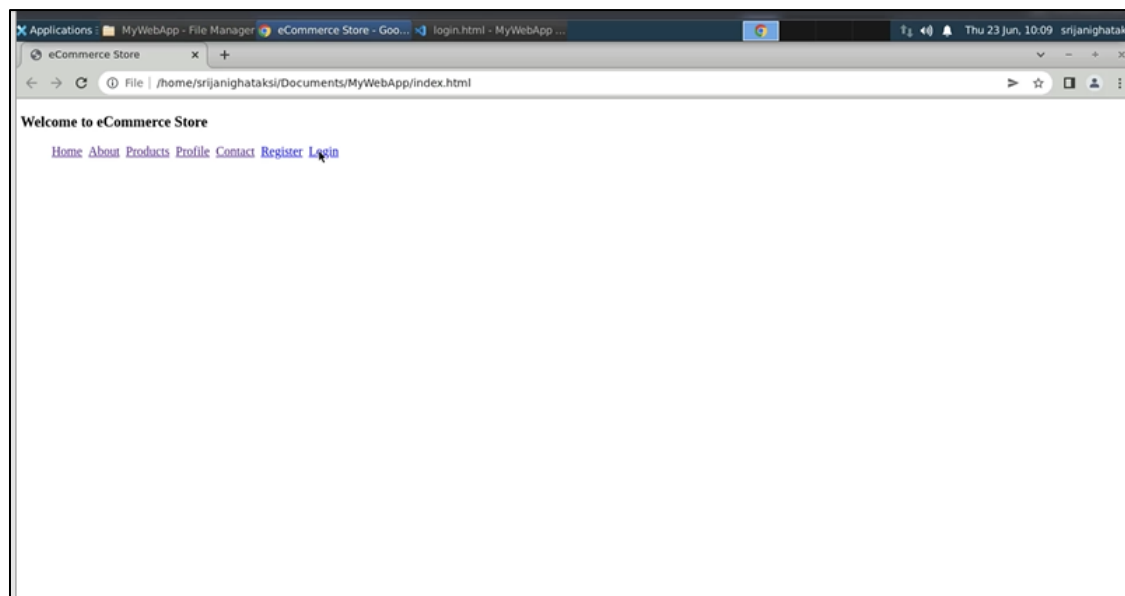 Applications MyWebApp - File Manager eCommerce Store - Goo... login.html - MyWebApp ... Thu 23 Jun, 10:09 srijanighatak
eCommerce Store
File | /home/srijanighataksi/Documents/MyWebApp/index.html
Welcome to eCommerce Store
Home About Products Profile Contact Register Login